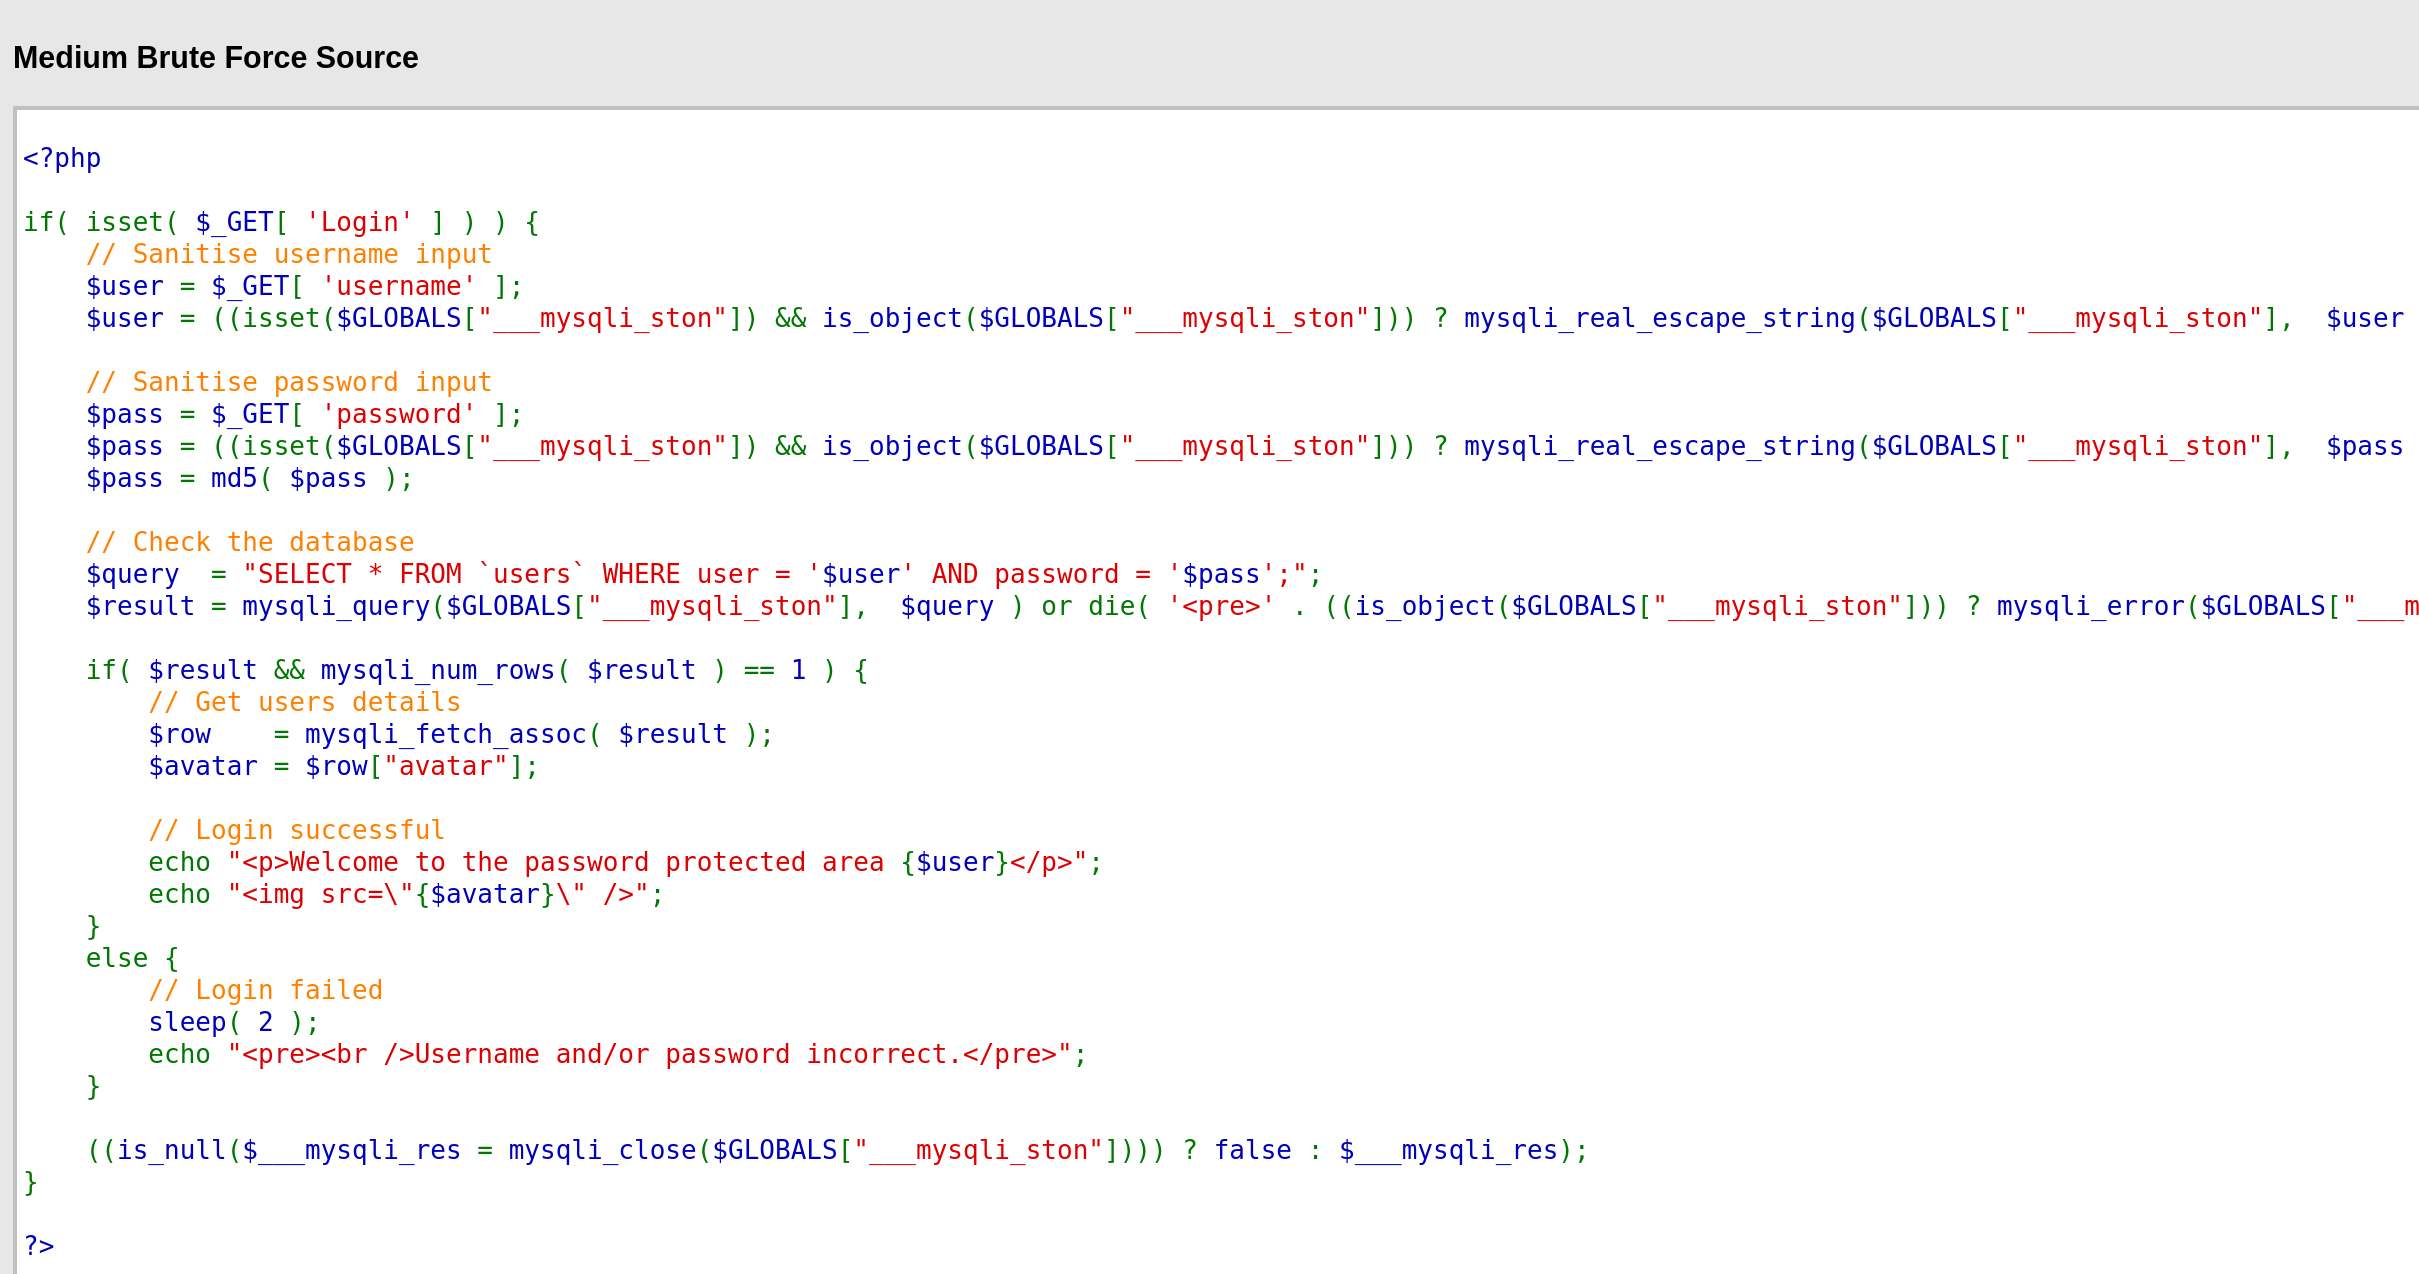 Medium Brute Force Source
<?php
if( isset( $_GET[ 'Login' ] ) ) {
    // Sanitise username input
    $user = $_GET[ 'username' ];
    $user = ((isset($GLOBALS["___mysqli_ston"]) && is_object($GLOBALS["___mysqli_ston"])) ? mysqli_real_escape_string($GLOBALS["___mysqli_ston"],  $user
    // Sanitise password input
    $pass = $_GET[ 'password' ];
    $pass = ((isset($GLOBALS["___mysqli_ston"]) && is_object($GLOBALS["___mysqli_ston"])) ? mysqli_real_escape_string($GLOBALS["___mysqli_ston"],  $pass
    $pass = md5( $pass );
    // Check the database
    $query  = "SELECT * FROM `users` WHERE user = '$user' AND password = '$pass';";
    $result = mysqli_query($GLOBALS["___mysqli_ston"],  $query ) or die( '<pre>' . ((is_object($GLOBALS["___mysqli_ston"])) ? mysqli_error($GLOBALS["___m
    if( $result && mysqli_num_rows( $result ) == 1 ) {
        // Get users details
        $row    = mysqli_fetch_assoc( $result );
        $avatar = $row["avatar"];
        // Login successful
        echo "<p>Welcome to the password protected area {$user}</p>";
        echo "<img src=\"{$avatar}\" />";
    }
    else {
        // Login failed
        sleep( 2 );
        echo "<pre><br />Username and/or password incorrect.</pre>";
    }
    ((is_null($___mysqli_res = mysqli_close($GLOBALS["___mysqli_ston"]))) ? false : $___mysqli_res);
}
?>